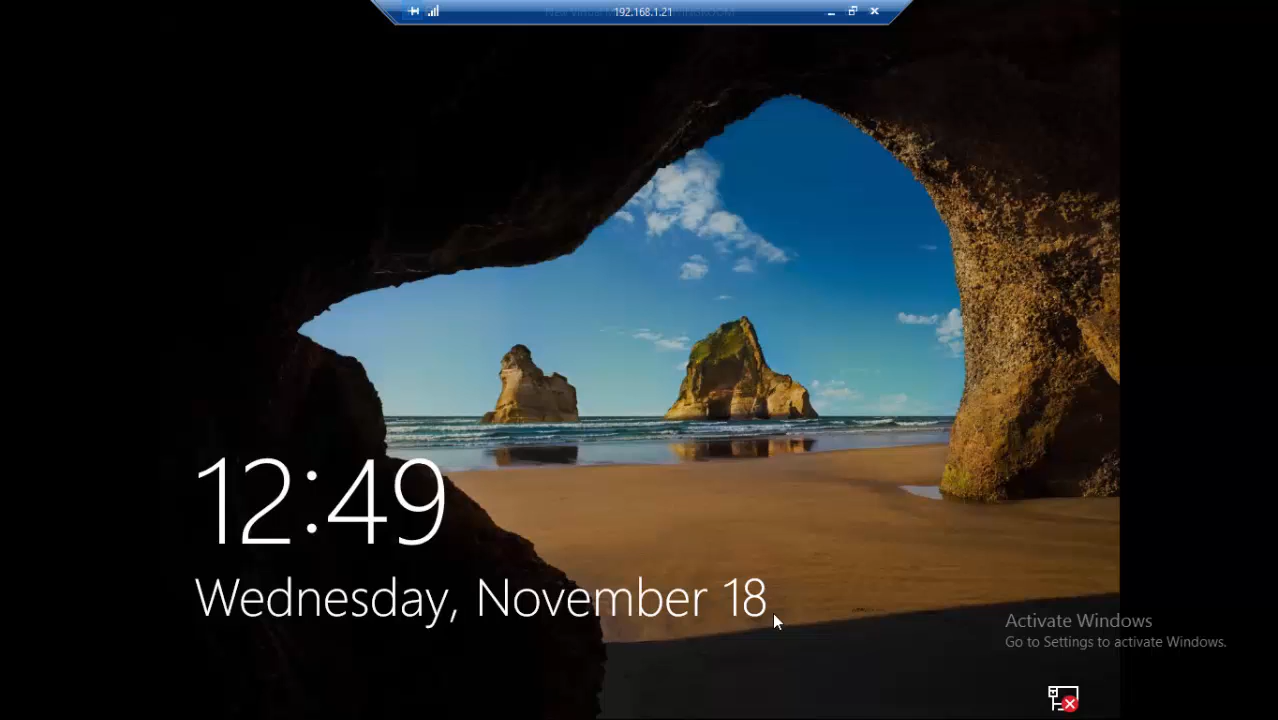 192.168.1.21
12:49
Wednesday, November 18
Activate Windows
Go to Settings to activate Windows.